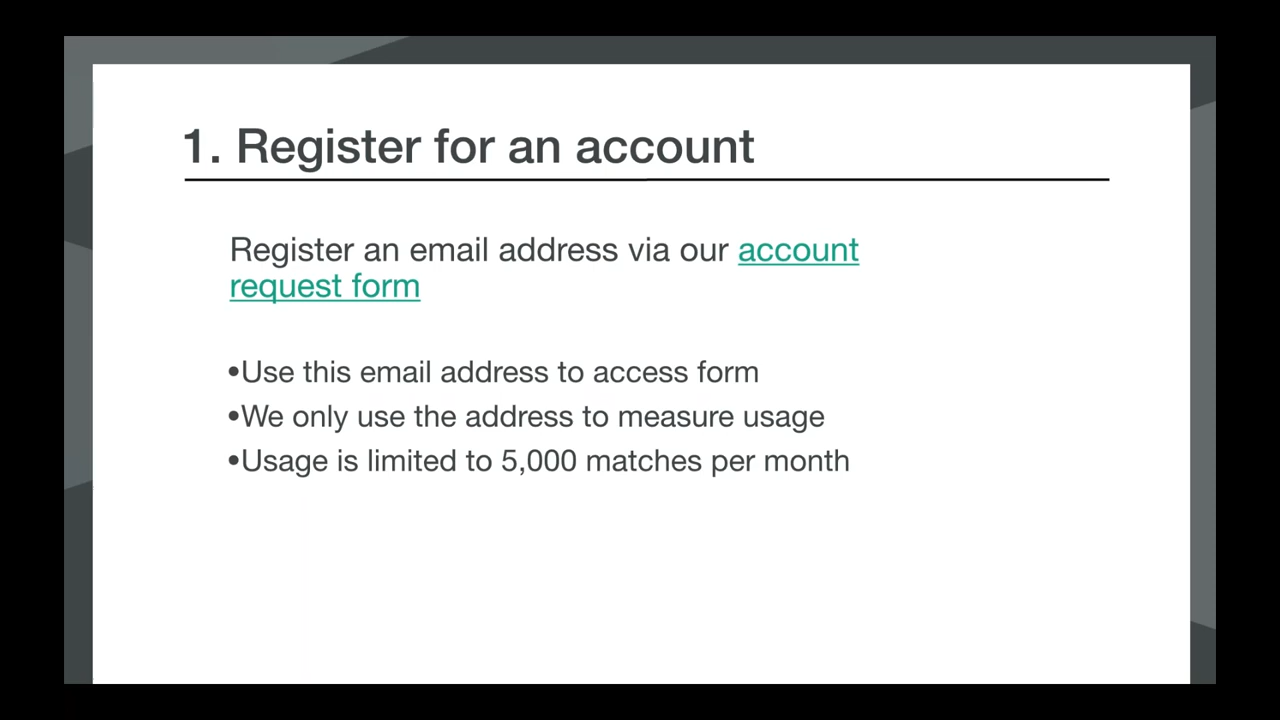 1. Register for an account
Register an email address via our account
request form
•Use this email address to access form
•We only use the address to measure usage
•Usage is limited to 5,000 matches per month